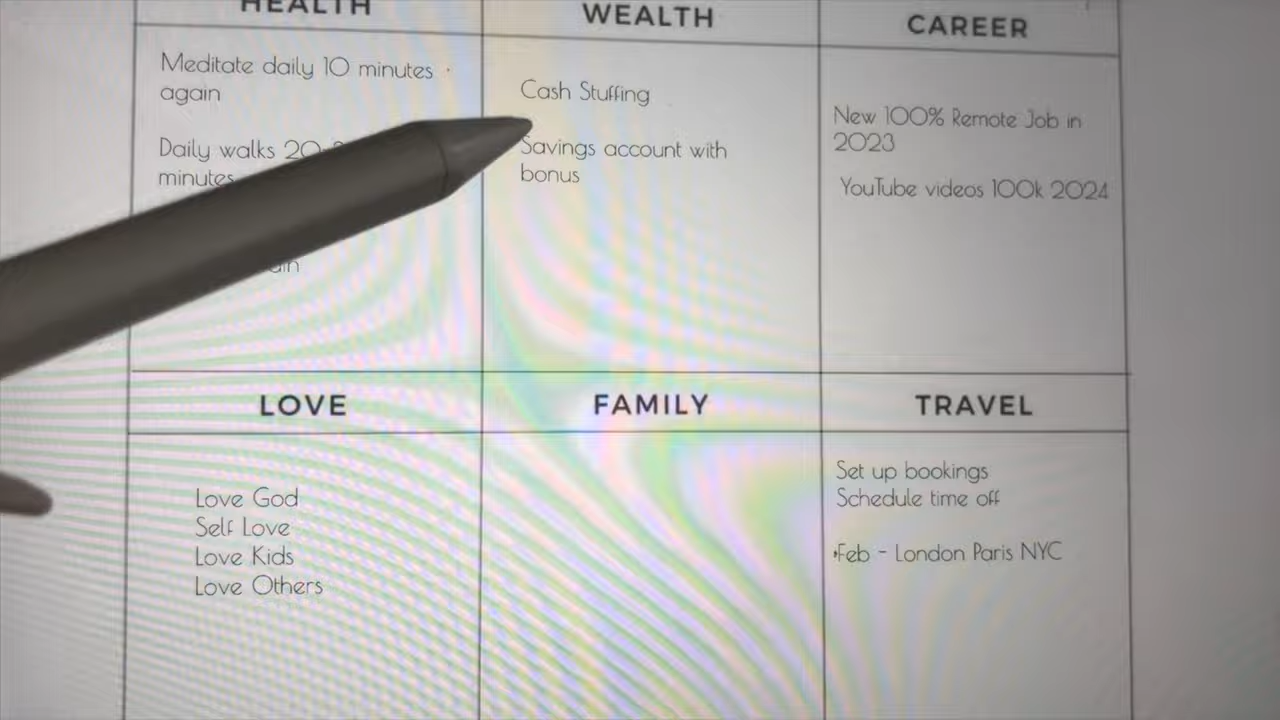 HEALTH
Meditate daily 10 minutes
again
Daily walks 20
minutes
WEALTH
Cash Stuffing
Savings account with
bonus
CAREER
New 100% Remote Job in
2023
YouTube videos 100k 2024
LOVE
Love God
Self Love
Love Kids
Love Others
FAMILY
TRAVEL
Set up bookings
Schedule time off
Feb - London Paris NYC